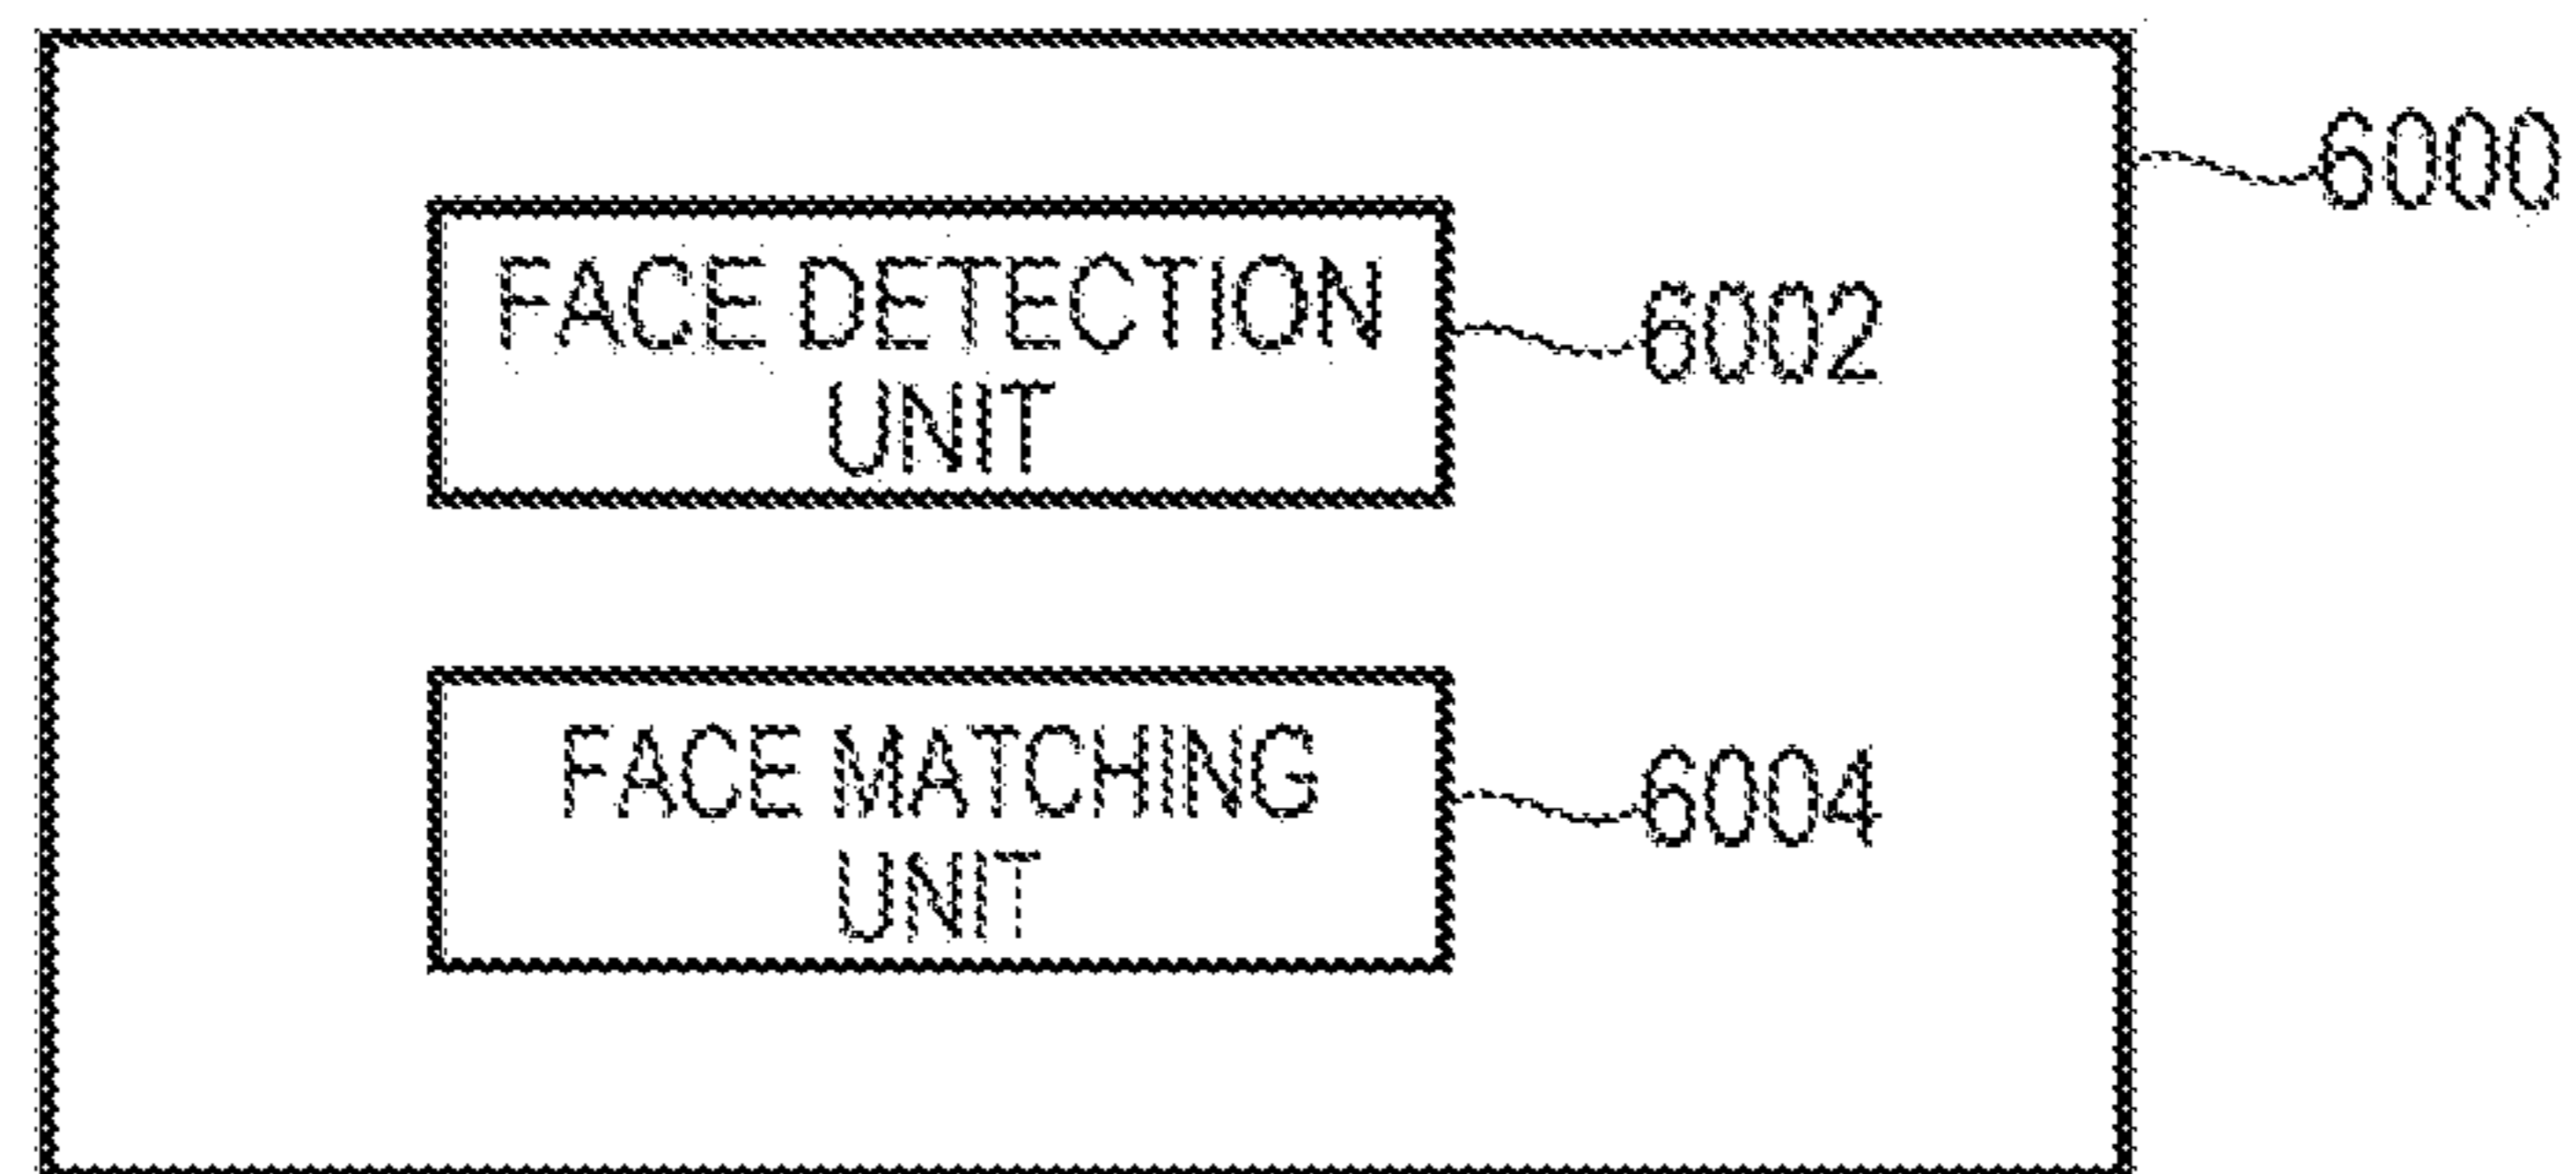 6000
FACE DETECTION
UNIT
6002
FACE MATCHING
UNIT
6004